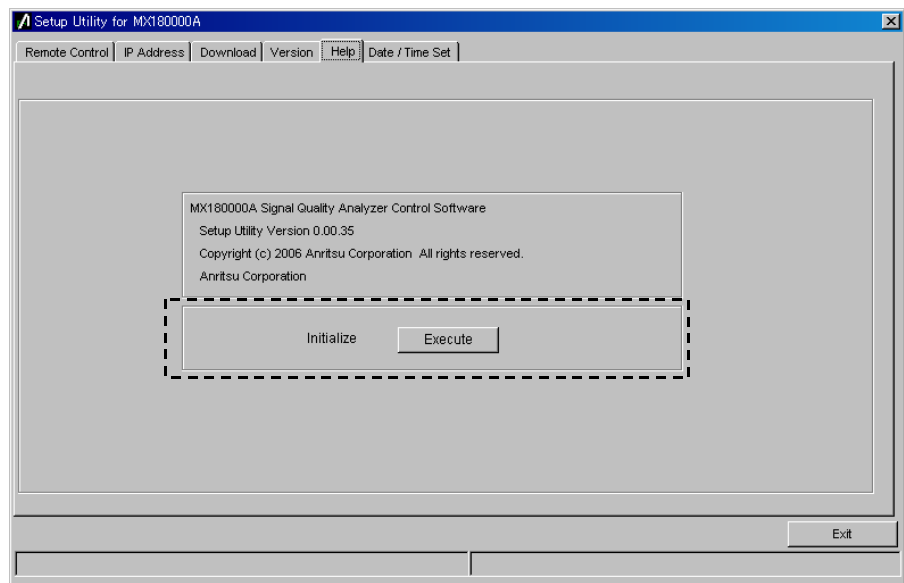 Setup Utility for MX180000A
Remote Control IP Address Download Version Help Date / Time Set
MX180000A Signal Quality Analyzer Control Software
Setup Utility Version 0.00.35
Copyright (c) 2006 Anritsu Corporation All rights reserved.
Anritsu Corporation
Initialize Execute
Exit